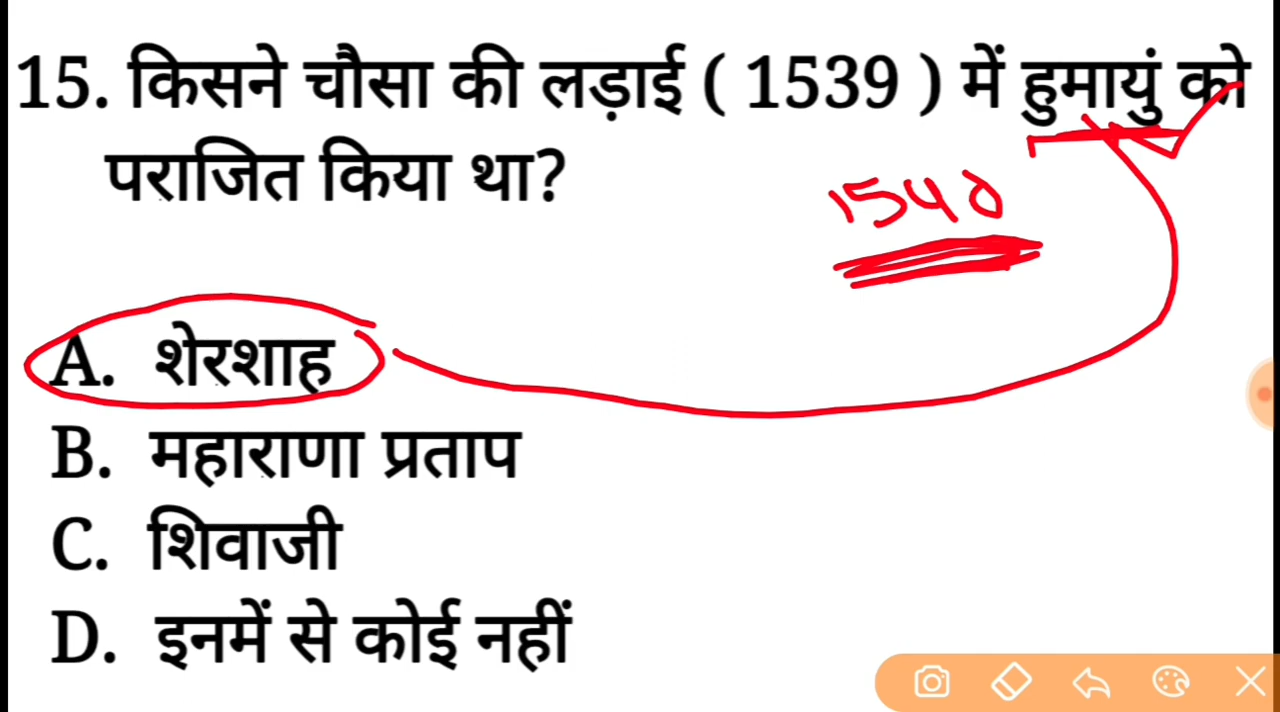 15. किसने चौसा की लड़ाई ( 1539 ) में हुमायुं को
पराजित किया था?
1540
A. शेरशाह
B. महाराणा प्रताप
C. शिवाजी
D. इनमें से कोई नहीं